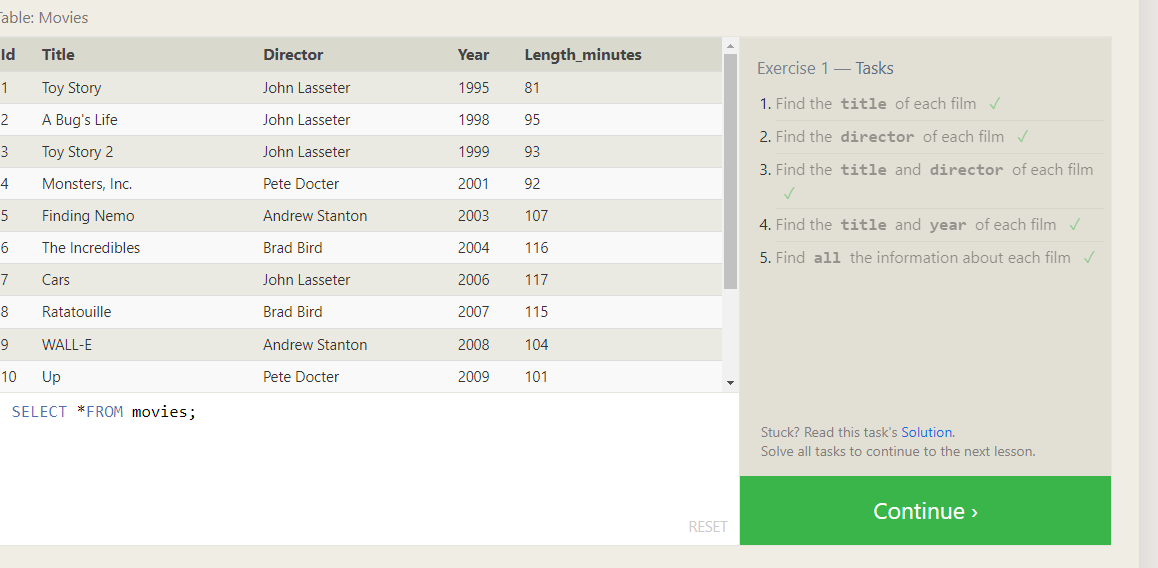 Table: Movies
Id Title Director Year Length_minutes
1 Toy Story John Lasseter 1995 81
2 A Bug's Life John Lasseter 1998 95
3 Toy Story 2 John Lasseter 1999 93
4 Monsters, Inc. Pete Docter 2001 92
5 Finding Nemo Andrew Stanton 2003 107
6 The Incredibles Brad Bird 2004 116
7 Cars John Lasseter 2006 117
8 Ratatouille Brad Bird 2007 115
9 WALL-E Andrew Stanton 2008 104
10 Up Pete Docter 2009 101
SELECT *FROM movies;
RESET
Exercise 1 — Tasks
1. Find the title of each film ✓
2. Find the director of each film ✓
3. Find the title and director of each film
✓
4. Find the title and year of each film ✓
5. Find all the information about each film ✓
Stuck? Read this task's Solution.
Solve all tasks to continue to the next lesson.
Continue ›